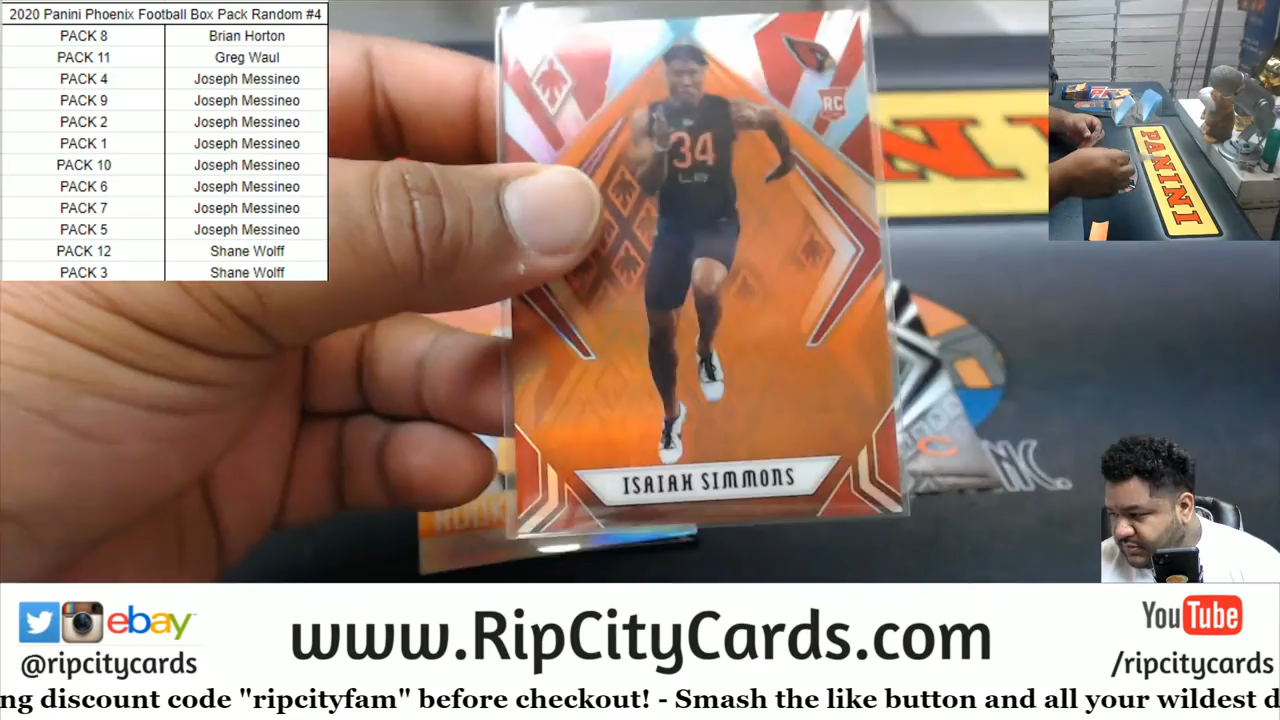 2020 Panini Phoenix Football Box Pack Random #4
PACK 8 Brian Horton
PACK 11 Greg Waul
PACK 4 Joseph Messineo
PACK 9 Joseph Messineo
PACK 2 Joseph Messineo
PACK 1 Joseph Messineo
PACK 10 Joseph Messineo
PACK 6 Joseph Messineo
PACK 7 Joseph Messineo
PACK 5 Joseph Messineo
PACK 12 Shane Wolff
PACK 3 Shane Wolff
RC
34
LB
ISAIAH SIMMONS
NC.
PANINI
ebay
@ripcitycards
www.RipCityCards.com
YouTube
/ripcitycards
ng discount code "ripcityfam" before checkout! - Smash the like button and all your wildest d